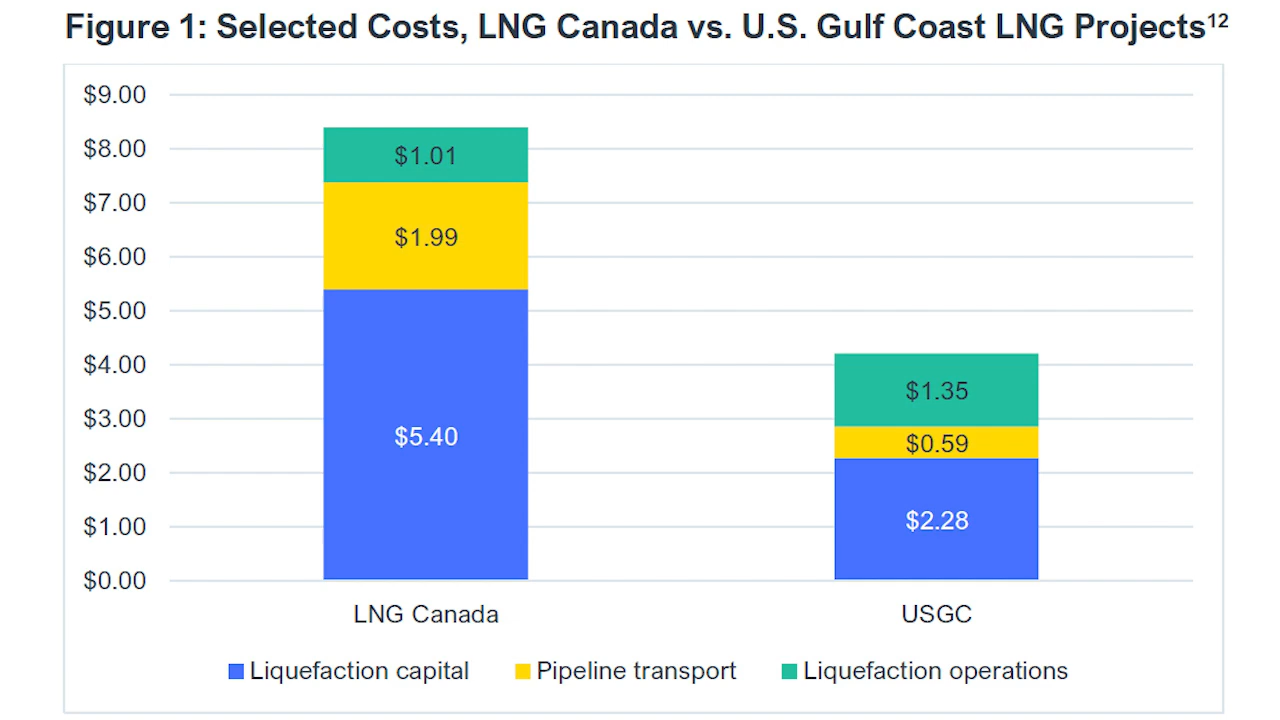 Figure 1: Selected Costs, LNG Canada vs. U.S. Gulf Coast LNG Projects¹²
$9.00
$8.00
$7.00
$6.00
$5.00
$4.00
$3.00
$2.00
$1.00
$0.00
$1.01
$1.99
$5.40
$1.35
$0.59
$2.28
LNG Canada
USGC
Liquefaction capital
Pipeline transport
Liquefaction operations